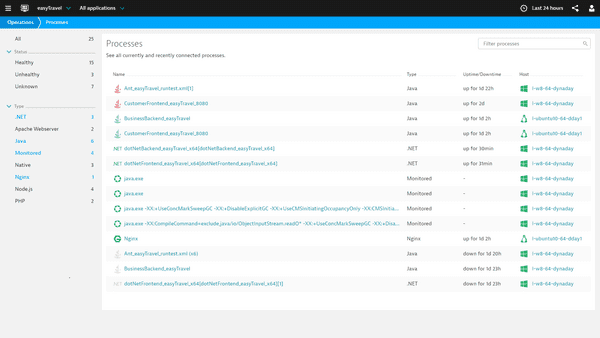 easyTravel All applications Last 24 hours
Operations Processes
All 25
Status
Healthy 15
Unhealthy 3
Unknown 7
Type
.NET 3
Apache Webserver 2
Java 6
Monitored 4
Native 3
Nginx 1
Node.js 4
PHP 2
Processes
Filter processes
See all currently and recently connected processes.
Name Type Uptime/Downtime Host
Ant_easyTravel_runtest.xml[1] Java up for 1d 22h l-w8-64-dynaday
CustomerFrontend_easyTravel_8080 Java up for 2d l-w8-64-dynaday
BusinessBackend_easyTravel Java up for 1d 2h l-ubuntu10-64-dday1
CustomerFrontend_easyTravel_8080 Java up for 1d 2h l-ubuntu10-64-dday1
.NET dotNetBackend_easyTravel_x64[dotNetBackend_easyTravel_x64] .NET up for 30min l-w8-64-dynaday
.NET dotNetFrontend_easyTravel_x64[dotNetFrontend_easyTravel_x64] .NET up for 31min l-w8-64-dynaday
java.exe Monitored - l-w8-64-dynaday
java.exe Monitored - l-w8-64-dynaday
java.exe -XX:+UseConcMarkSweepGC -XX:+DisableExplicitGC -XX:+UseCMSInitiatingOccupancyOnly -XX:CMSInitia... Monitored - l-w8-64-dynaday
java.exe -XX:CompileCommand=exclude,java/io/ObjectInputStream.read0* -XX:+UseConcMarkSweepGC -XX:+Disa... Monitored - l-w8-64-dynaday
Nginx Nginx up for 1d 2h l-ubuntu10-64-dday1
Ant_easyTravel_runtest.xml (x6) Java down for 1d 20h l-w8-64-dynaday
BusinessBackend_easyTravel Java down for 1d 23h l-w8-64-dynaday
.NET dotNetFrontend_easyTravel_x64[dotNetFrontend_easyTravel_x64][1] .NET down for 1d 23h l-w8-64-dynaday